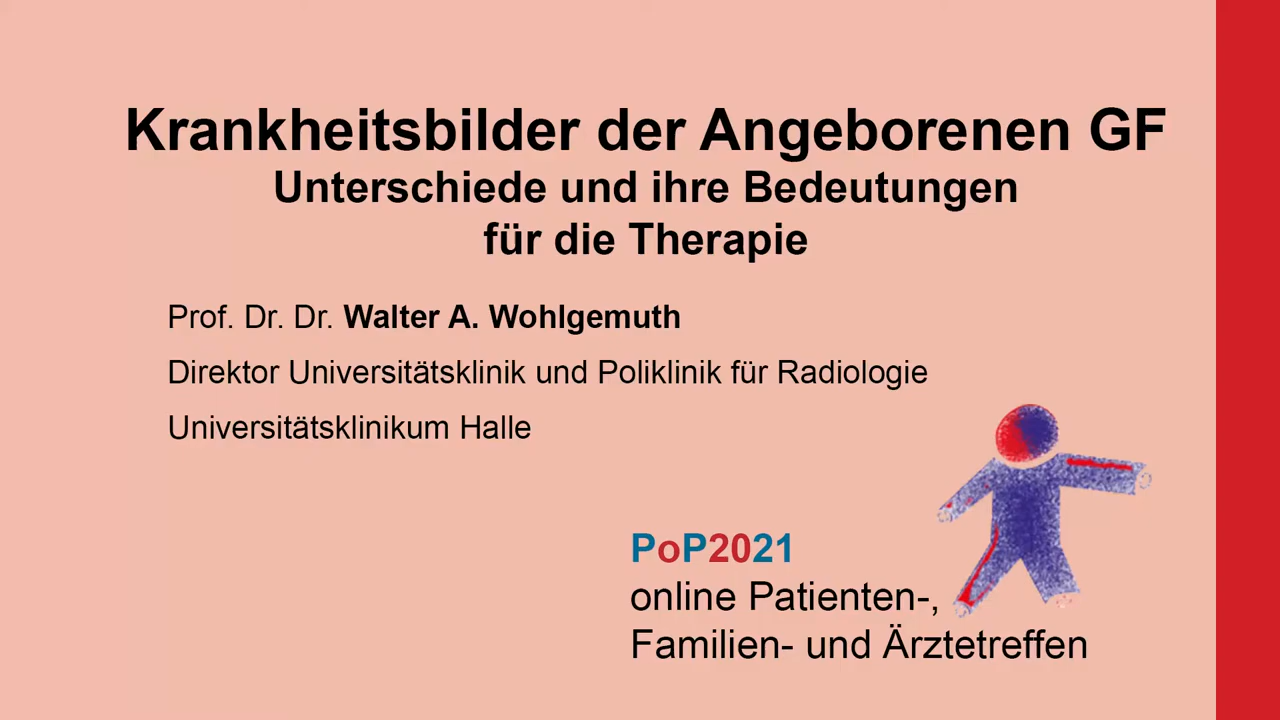 Krankheitsbilder der Angeborenen GF
Unterschiede und ihre Bedeutungen
für die Therapie
Prof. Dr. Dr. Walter A. Wohlgemuth
Direktor Universitätsklinik und Poliklinik für Radiologie
Universitätsklinikum Halle
PoP2021
online Patienten-,
Familien- und Ärztetreffen